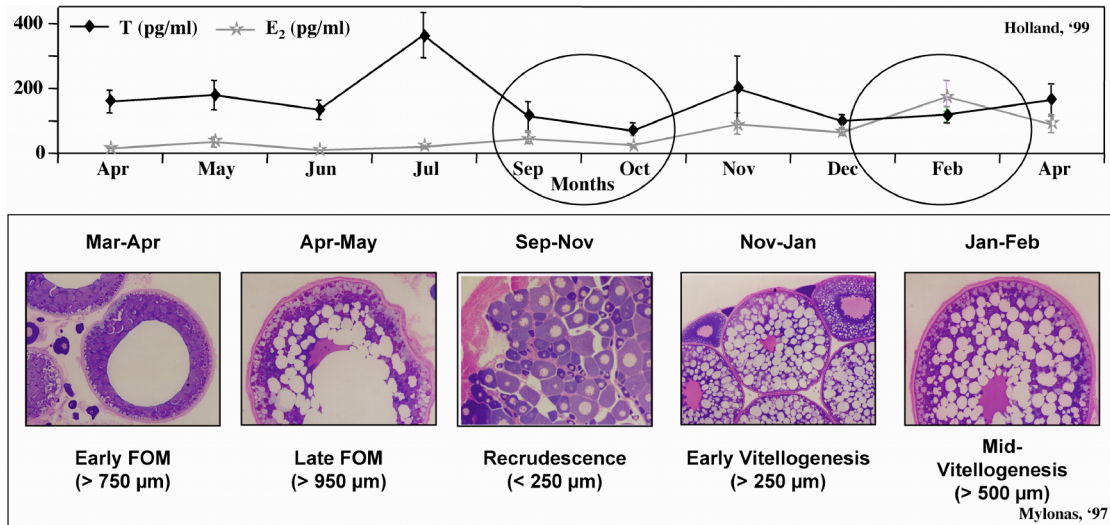 400
200
0
T (pg/ml)
E2 (pg/ml)
Holland, ‘99
Apr May Jun Jul Sep Oct Nov Dec Feb Apr
Months
Mar-Apr Apr-May Sep-Nov Nov-Jan Jan-Feb
Early FOM
(> 750 µm)
Late FOM
(> 950 µm)
Recrudescence
(< 250 µm)
Early Vitellogenesis
(> 250 µm)
Mid-
Vitellogenesis
(> 500 µm)
Mylonas, ‘97